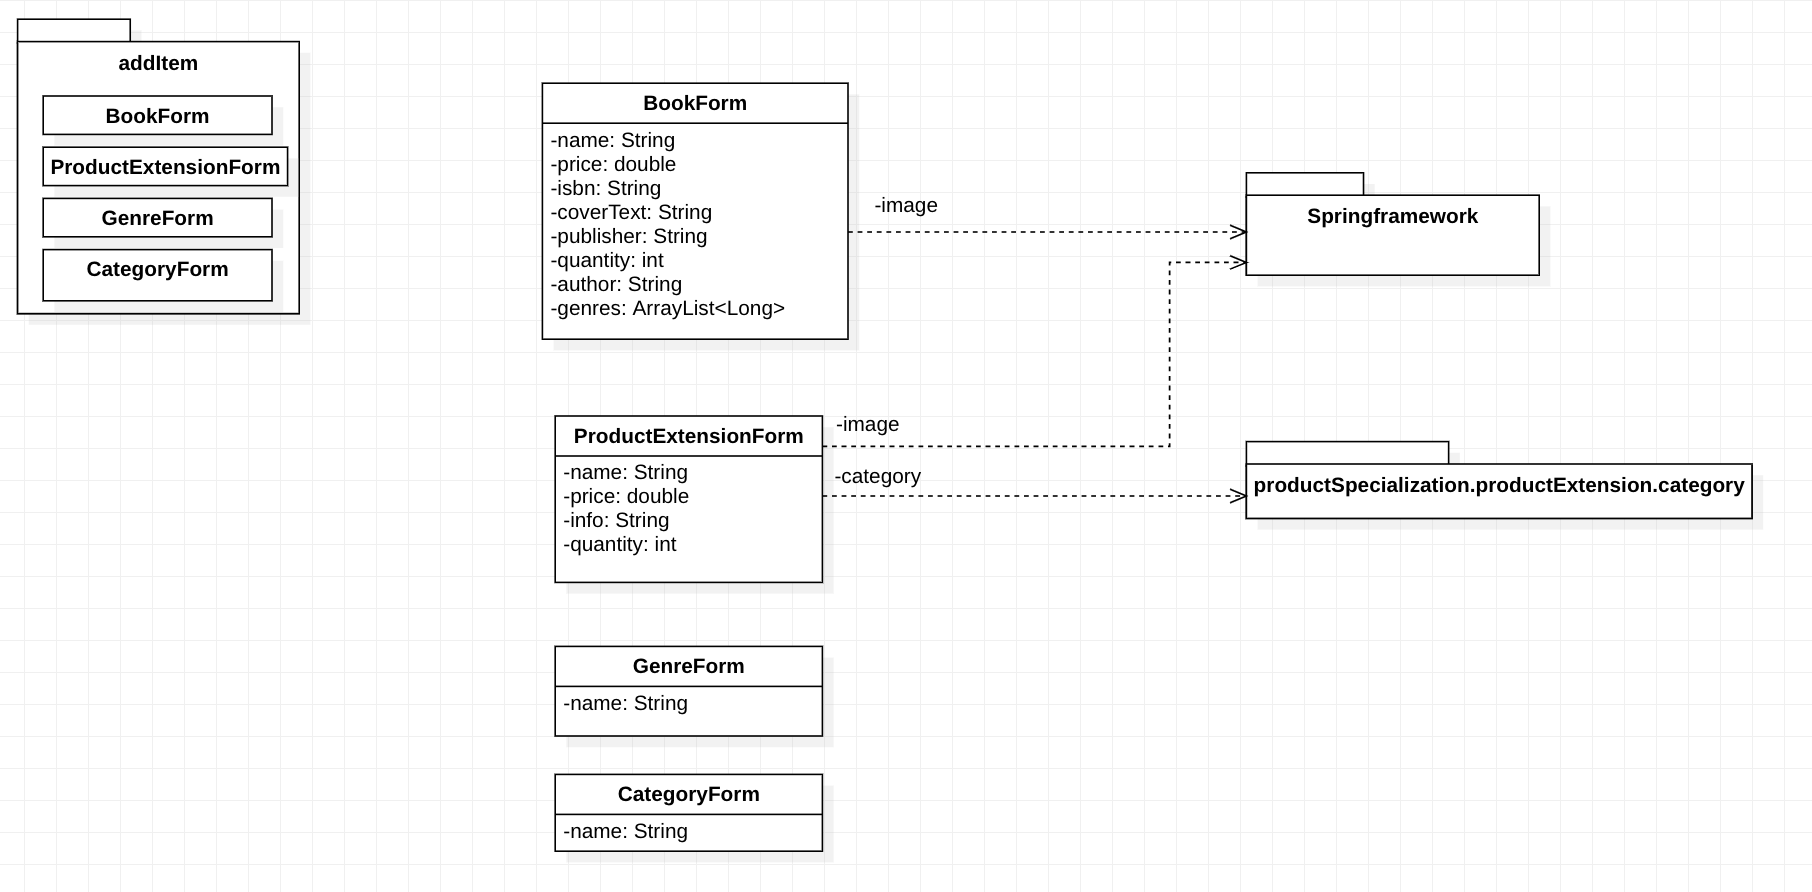 addItem
BookForm
ProductExtensionForm
GenreForm
CategoryForm
BookForm
-name: String
-price: double
-isbn: String
-coverText: String
-publisher: String
-quantity: int
-author: String
-genres: ArrayList<Long>
-image
Springframework
ProductExtensionForm
-name: String
-price: double
-info: String
-quantity: int
-image
-category
productSpecialization.productExtension.category
GenreForm
-name: String
CategoryForm
-name: String